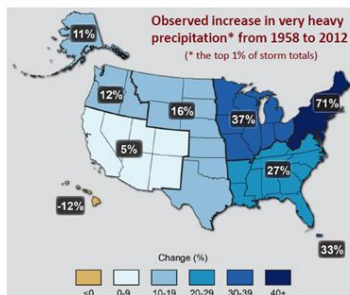 Observed increase in very heavy
precipitation* from 1958 to 2012
(* the top 1% of storm totals)
11%
12%
16%
5%
37%
71%
27%
-12%
33%
Change (%)
<0 0-9 10-19 20-29 30-39 40+